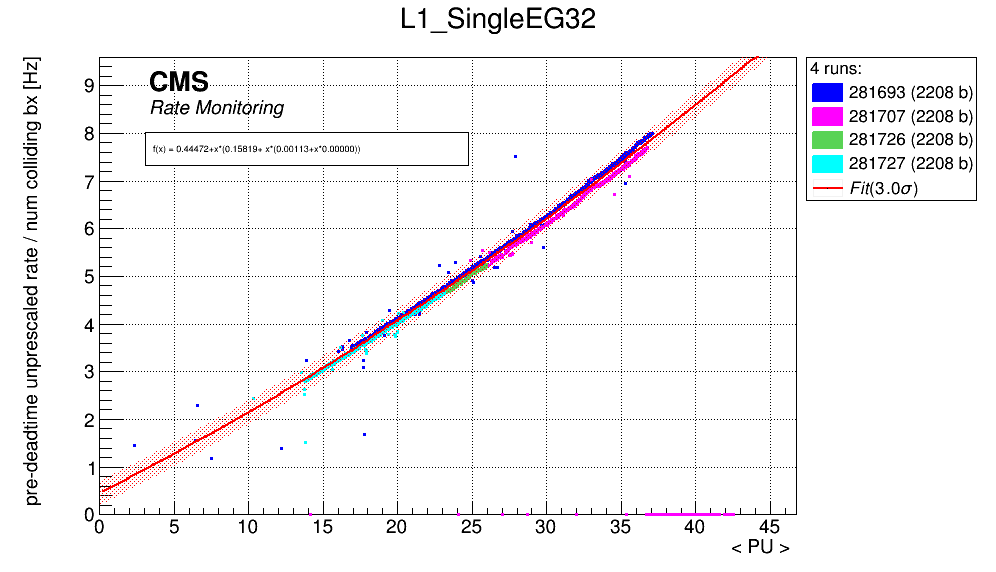 L1_SingleEG32
pre-deadtime unprescaled rate / num colliding bx [Hz]
CMS
Rate Monitoring
f(x) = 0.44472+x*(0.15819+ x*(0.00113+x*0.00000))
9
8
7
6
5
4
3
2
1
0
0 5 10 15 20 25 30 35 40 45
< PU >
4 runs:
281693 (2208 b)
281707 (2208 b)
281726 (2208 b)
281727 (2208 b)
Fit(3.0σ)